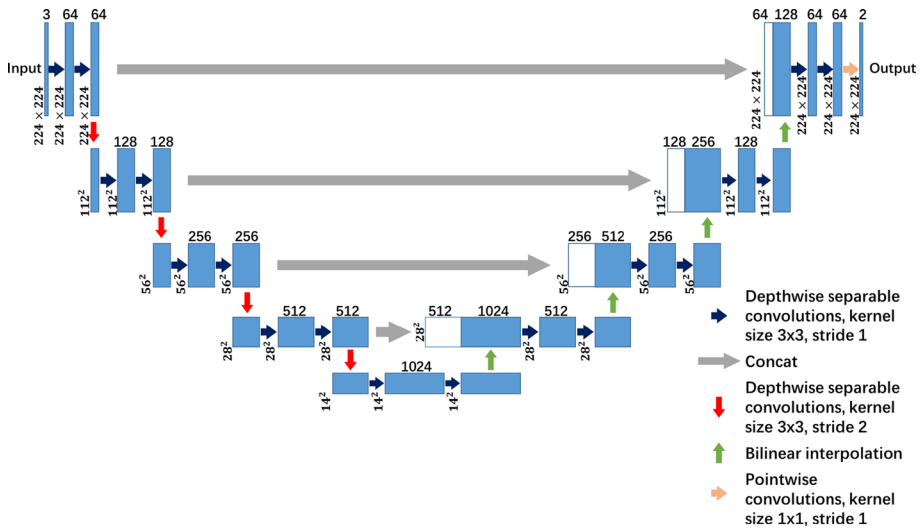 3 64 64
64 128 64 64 2
Input
Output
224 × 224 224 × 224 224 × 224
224 × 224 224 × 224 224 × 224 224 × 224
128 128
128 256 128
112² 112² 112²
112² 112² 112²
256 256
256 512 256
56² 56² 56²
56² 56² 56²
512 512
512 1024 512
28² 28² 28²
28² 28² 28²
1024
14² 14² 14²
Depthwise separable
convolutions, kernel
size 3x3, stride 1
Concat
Depthwise separable
convolutions, kernel
size 3x3, stride 2
Bilinear interpolation
Pointwise
convolutions, kernel
size 1x1, stride 1